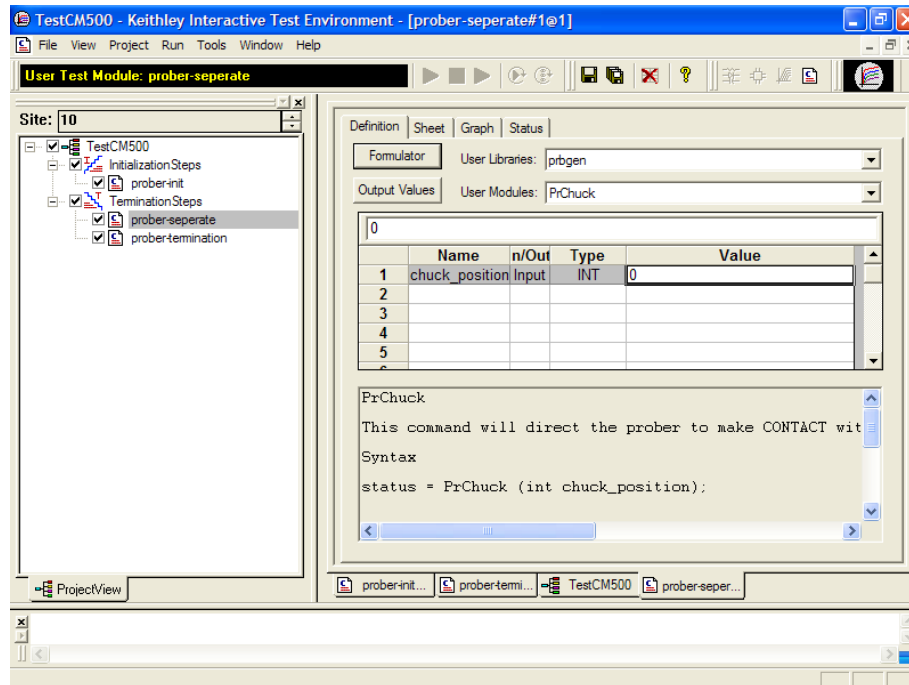 TestCM500 - Keithley Interactive Test Environment - [prober-seperate#1@1]
File View Project Run Tools Window Help
User Test Module: prober-seperate
Site: 10
TestCM500
Initialization Steps
prober-init
Termination Steps
prober-seperate
prober-termination
ProjectView
Definition Sheet Graph Status
Formulator User Libraries: prbgen
Output Values User Modules: PrChuck
0
Name n/Out Type Value
1 chuck_position Input INT 0
2
3
4
5
PrChuck
This command will direct the prober to make CONTACT wit
Syntax
status = PrChuck (int chuck_position);
prober-init... prober-termi... TestCM500 prober-seper...